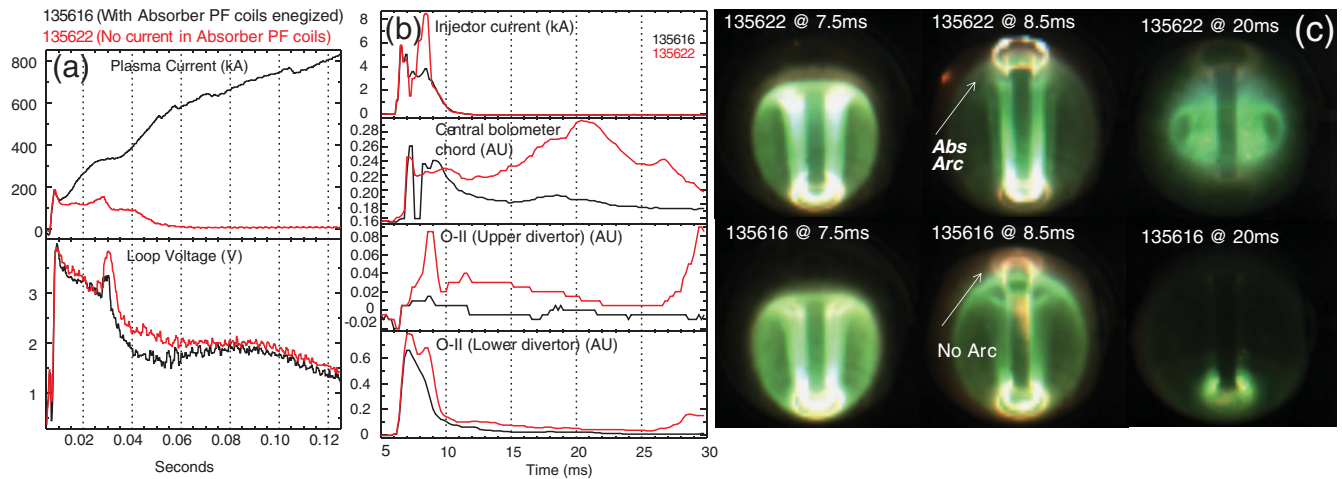 135616 (With Absorber PF coils enegized)
135622 (No current in Absorber PF coils)
(a)
Plasma Current (kA)
800
600
400
200
0
Loop Voltage (V)
3
2
1
0.02 0.04 0.06 0.08 0.10 0.12
Seconds
(b)
Injector current (kA)
135616
135622
8
6
4
2
0
Central bolometer
chord (AU)
0.28
0.26
0.24
0.22
0.20
0.18
0.16
O-II (Upper divertor) (AU)
0.08
0.06
0.04
0.02
0
-0.02
O-II (Lower divertor) (AU)
0.6
0.4
0.2
0
5 10 15 20 25 30
Time (ms)
(c)
135622 @ 7.5ms
135622 @ 8.5ms
135622 @ 20ms
Abs
Arc
135616 @ 7.5ms
135616 @ 8.5ms
135616 @ 20ms
No Arc